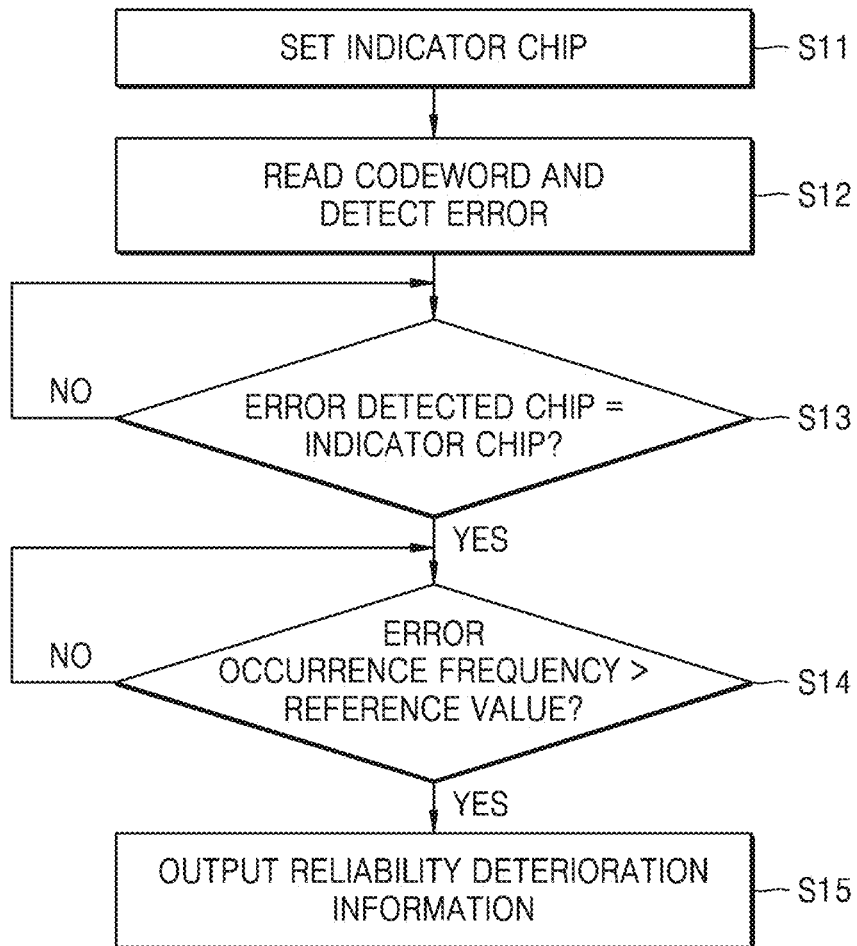 SET INDICATOR CHIP
S11
READ CODEWORD AND
DETECT ERROR
S12
NO
ERROR DETECTED CHIP =
INDICATOR CHIP?
S13
YES
NO
ERROR
OCCURRENCE FREQUENCY >
REFERENCE VALUE?
S14
YES
OUTPUT RELIABILITY DETERIORATION
INFORMATION
S15